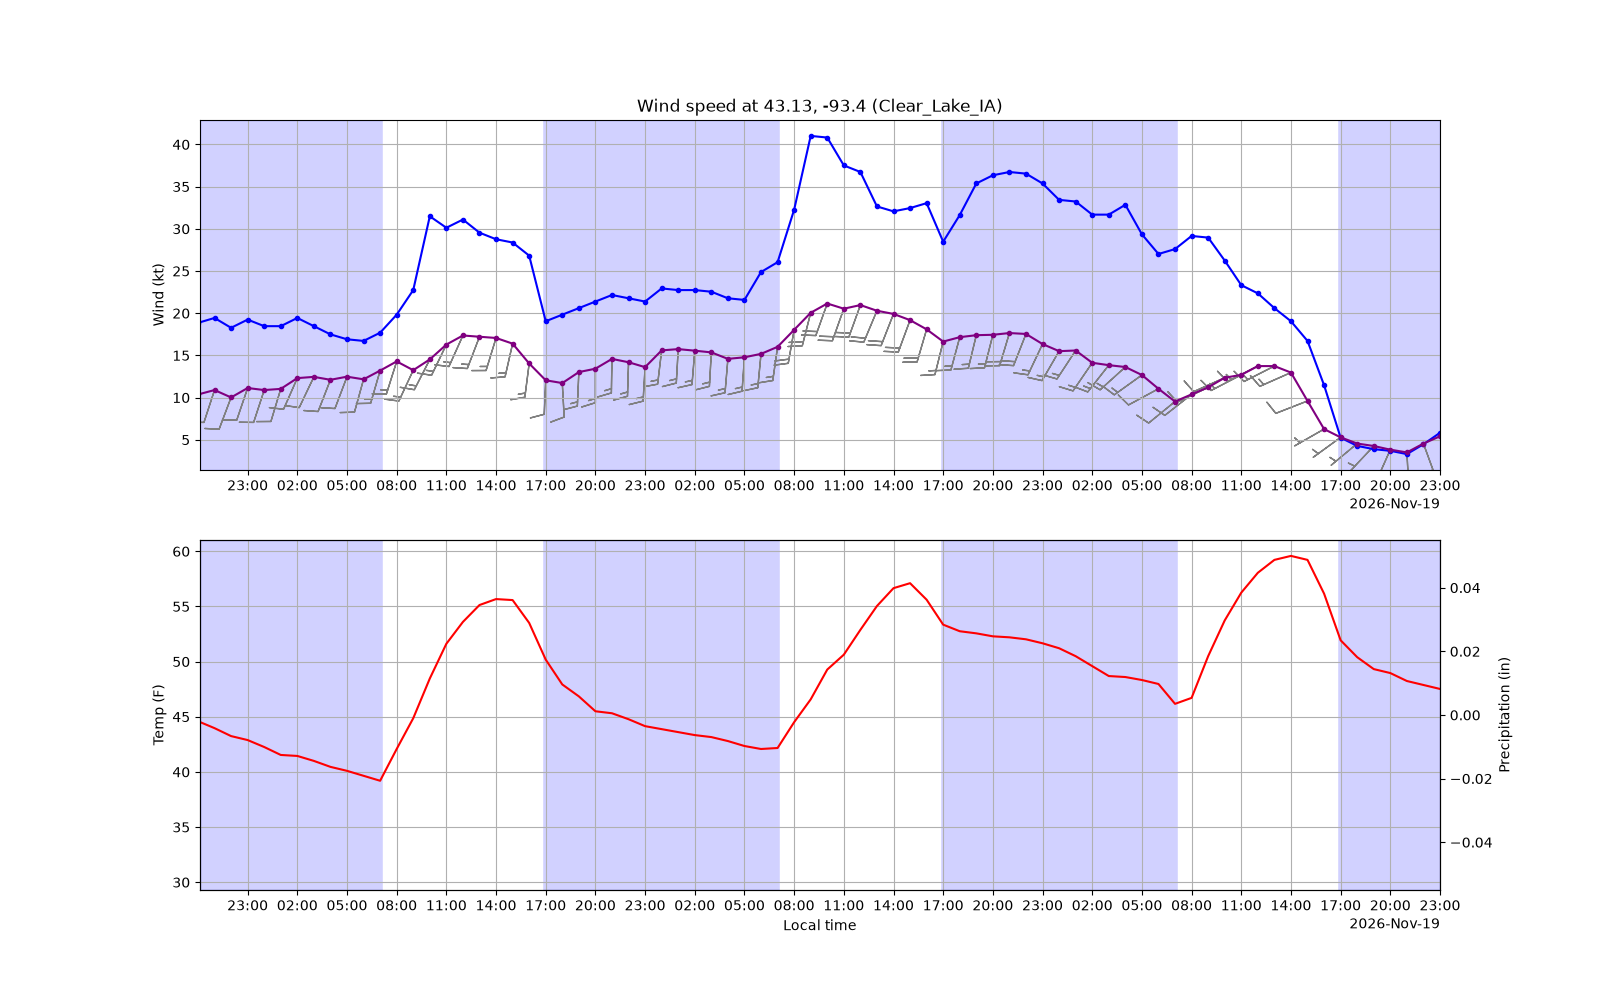 Wind speed at 43.13, -93.4 (Clear_Lake_IA)
40
35
30
25
20
15
10
5
Wind (kt)
23:00 02:00 05:00 08:00 11:00 14:00 17:00 20:00 23:00 02:00 05:00 08:00 11:00 14:00 17:00 20:00 23:00 02:00 05:00 08:00 11:00 14:00 17:00 20:00 23:00
2026-Nov-19
60
55
50
45
40
35
30
Temp (F)
0.04
0.02
0.00
−0.02
−0.04
Precipitation (in)
23:00 02:00 05:00 08:00 11:00 14:00 17:00 20:00 23:00 02:00 05:00 08:00 11:00 14:00 17:00 20:00 23:00 02:00 05:00 08:00 11:00 14:00 17:00 20:00 23:00
Local time
2026-Nov-19